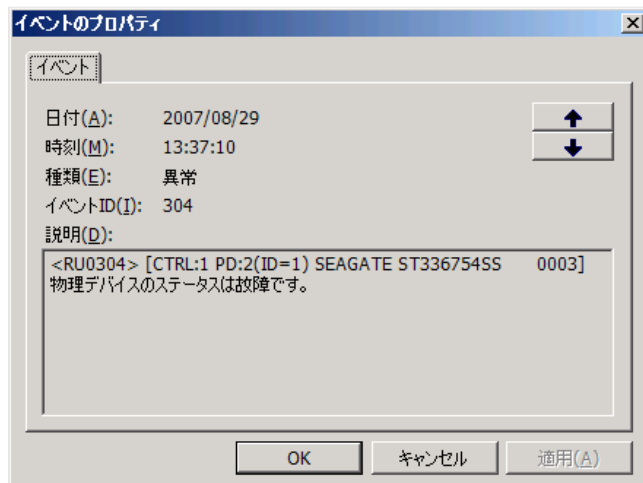 イベントのプロパティ
イベント
日付(A): 2007/08/29
時刻(M): 13:37:10
種類(E): 異常
イベントID(I): 304
説明(D):
<RU0304> [CTRL:1 PD:2(ID=1) SEAGATE ST336754SS 0003]
物理デバイスのステータスは故障です。
OK キャンセル 適用(A)